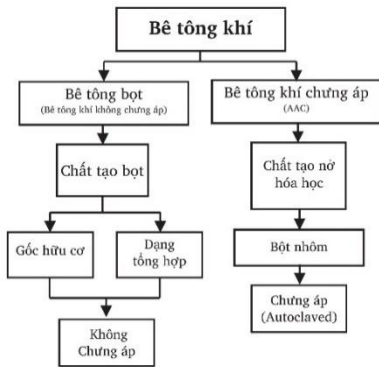 Bê tông khí
Bê tông bọt
(Bê tông khí không chưng áp)
Bê tông khí chưng áp
(AAC)
Chất tạo bọt
Chất tạo nở
hóa học
Gốc hữu cơ
Dạng
tổng hợp
Bột nhôm
Không
Chưng áp
Chưng áp
(Autoclaved)